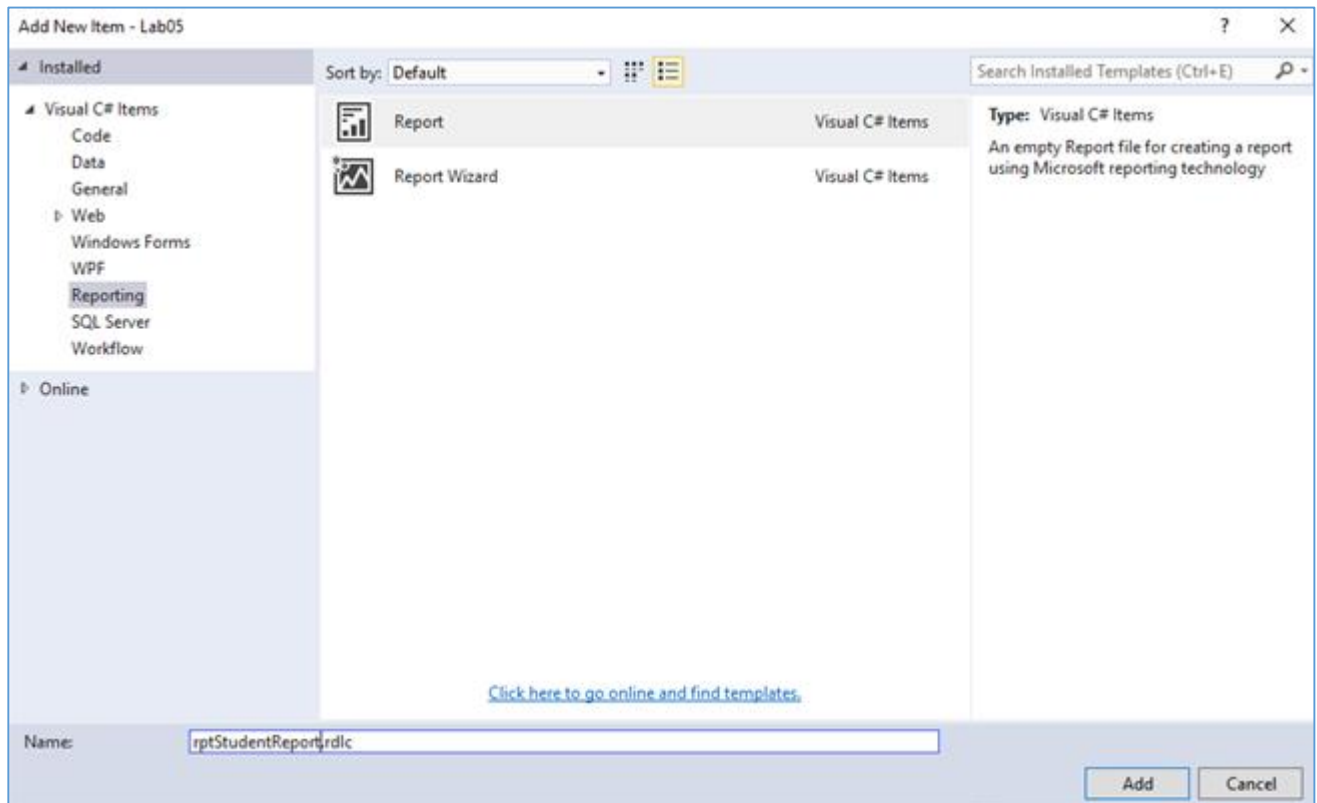 Add New Item - Lab05
?
Installed
Sort by: Default
Search Installed Templates (Ctrl+E)
Visual C# Items
Code
Data
General
Web
Windows Forms
WPF
Reporting
SQL Server
Workflow
Online
Report Visual C# Items
Report Wizard Visual C# Items
Type: Visual C# Items
An empty Report file for creating a report
using Microsoft reporting technology
Click here to go online and find templates.
Name: rptStudentReport.rdlc
Add Cancel